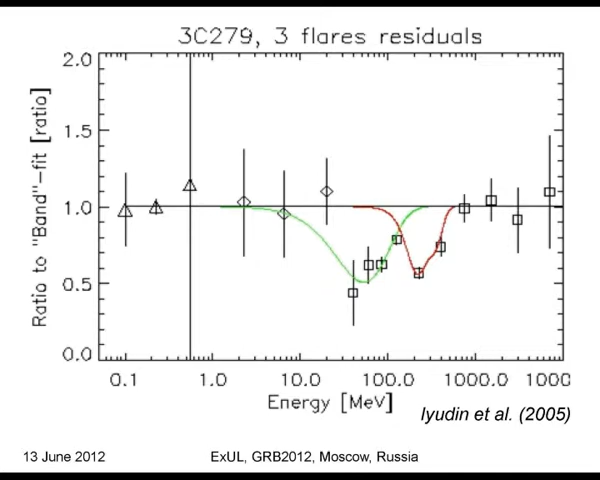 3C279, 3 flares residuals
Ratio to "Band"-fit [ratio]
2.0
1.5
1.0
0.5
0.0
0.1 1.0 10.0 100.0 1000.0 1000
Energy [MeV]
Iyudin et al. (2005)
13 June 2012 ExUL, GRB2012, Moscow, Russia